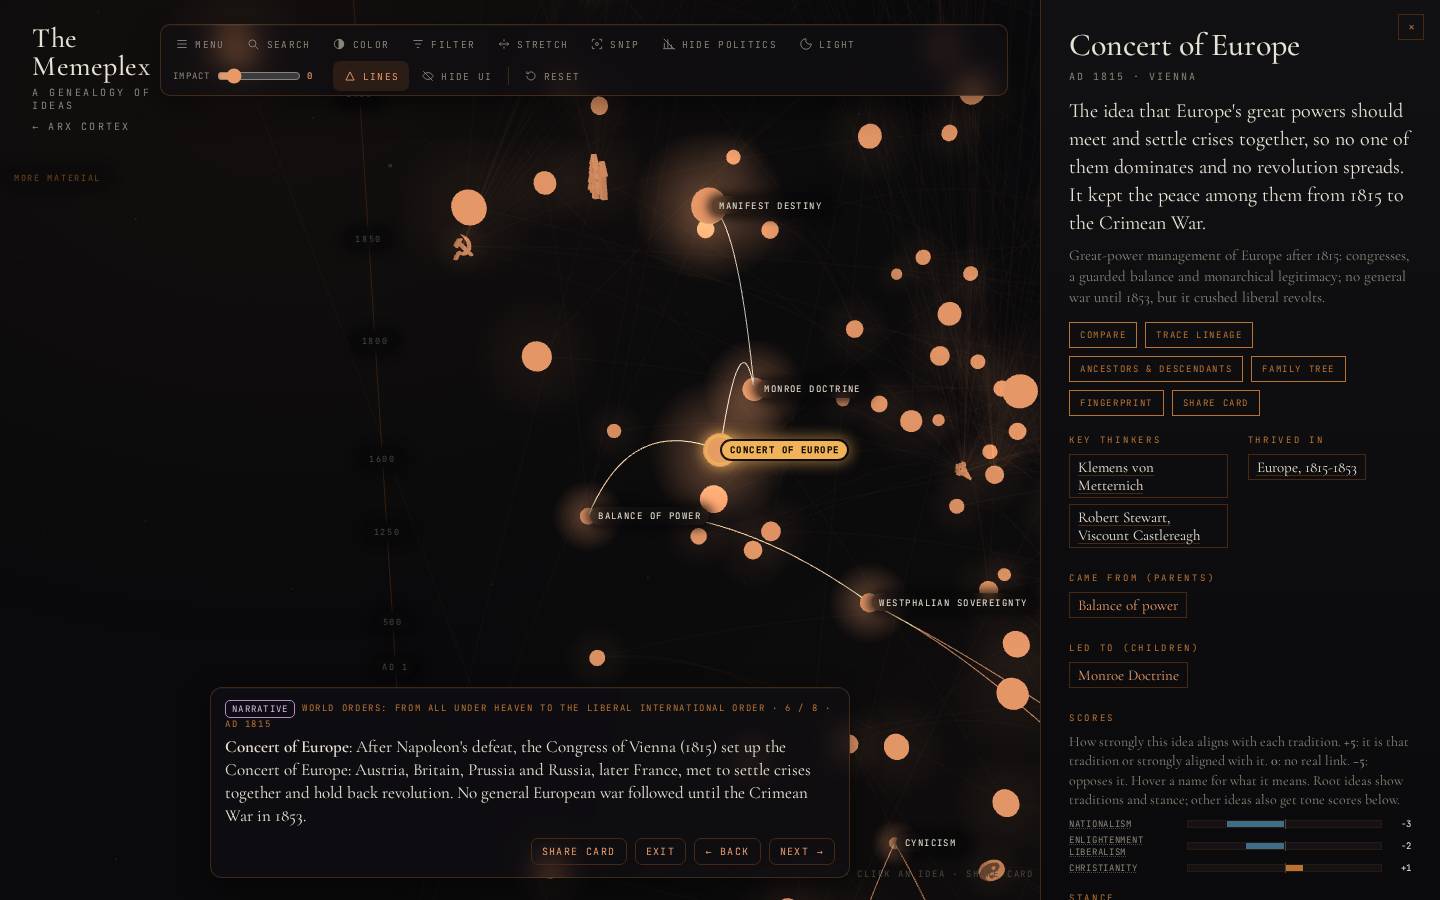 The
Memeplex
A GENEALOGY OF
IDEAS
← ARX CORTEX
MORE MATERIAL
MENU
SEARCH
COLOR
FILTER
STRETCH
SNIP
HIDE POLITICS
LIGHT
IMPACT
0
LINES
HIDE UI
RESET
1850
1800
1600
1250
500
AD 1
MANIFEST DESTINY
MONROE DOCTRINE
CONCERT OF EUROPE
BALANCE OF POWER
WESTPHALIAN SOVEREIGNTY
CYNICISM
NARRATIVE WORLD ORDERS: FROM ALL UNDER HEAVEN TO THE LIBERAL INTERNATIONAL ORDER · 6 / 8 ·
AD 1815
Concert of Europe: After Napoleon's defeat, the Congress of Vienna (1815) set up the
Concert of Europe: Austria, Britain, Prussia and Russia, later France, met to settle crises
together and hold back revolution. No general European war followed until the Crimean
War in 1853.
SHARE CARD
EXIT
← BACK
NEXT →
CLICK AN IDEA · SHARE CARD
×
Concert of Europe
AD 1815 · VIENNA
The idea that Europe's great powers should
meet and settle crises together, so no one of
them dominates and no revolution spreads.
It kept the peace among them from 1815 to
the Crimean War.
Great-power management of Europe after 1815: congresses,
a guarded balance and monarchical legitimacy; no general
war until 1853, but it crushed liberal revolts.
COMPARE
TRACE LINEAGE
ANCESTORS & DESCENDANTS
FAMILY TREE
FINGERPRINT
SHARE CARD
KEY THINKERS
Klemens von
Metternich
Robert Stewart,
Viscount Castlereagh
THRIVED IN
Europe, 1815-1853
CAME FROM (PARENTS)
Balance of power
LED TO (CHILDREN)
Monroe Doctrine
SCORES
How strongly this idea aligns with each tradition. +5: it is that
tradition or strongly aligned with it. 0: no real link. −5:
opposes it. Hover a name for what it means. Root ideas show
traditions and stance; other ideas also get tone scores below.
NATIONALISM
-3
ENLIGHTENMENT
LIBERALISM
-2
CHRISTIANITY
+1
STANCE